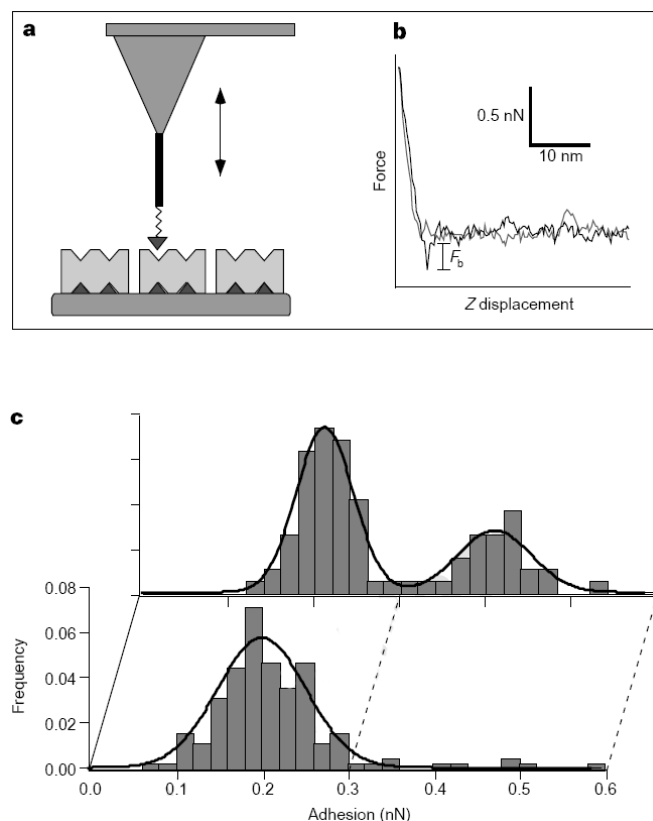 a
b
0.5 nN
10 nm
Force
Fb
Z displacement
c
0.08
0.06
0.04
0.02
0.00
Frequency
0.0 0.1 0.2 0.3 0.4 0.5 0.6
Adhesion (nN)